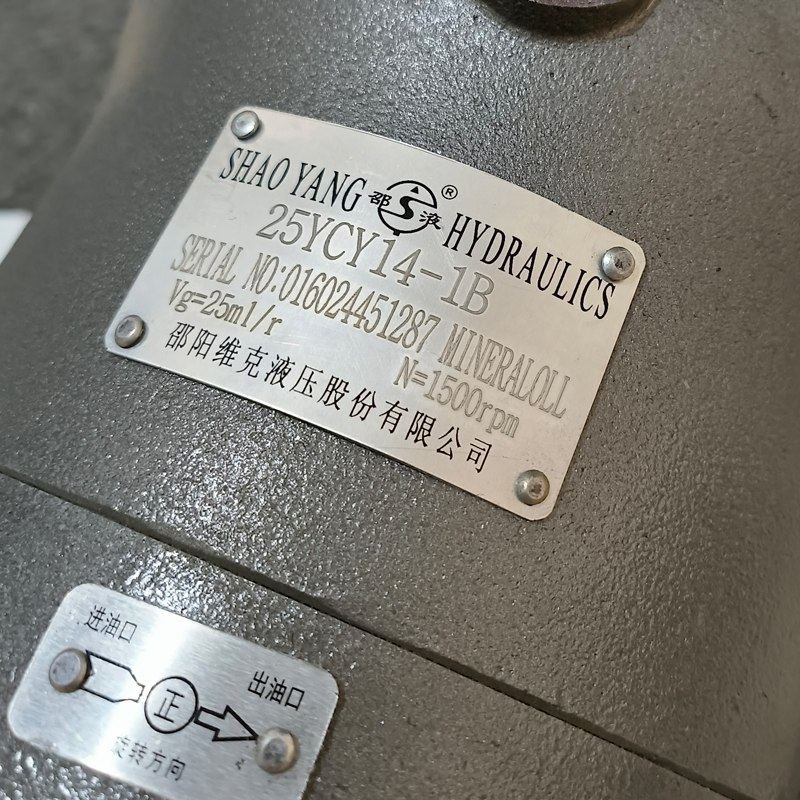 SHAO YANG 邵液® HYDRAULICS
25YCY14-1B
SERIAL NO:016024451287 MINERALOLL
Vg=25ml/r N=1500rpm
邵阳维克液压股份有限公司
进油口
正
出油口
旋转方向